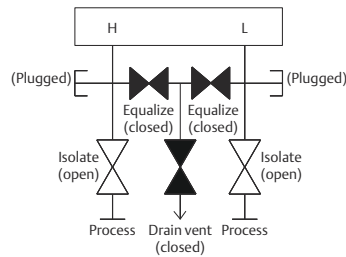 H L
(Plugged) (Plugged)
Equalize Equalize
(closed) (closed)
Isolate Isolate
(open) (open)
Process Drain vent Process
(closed)